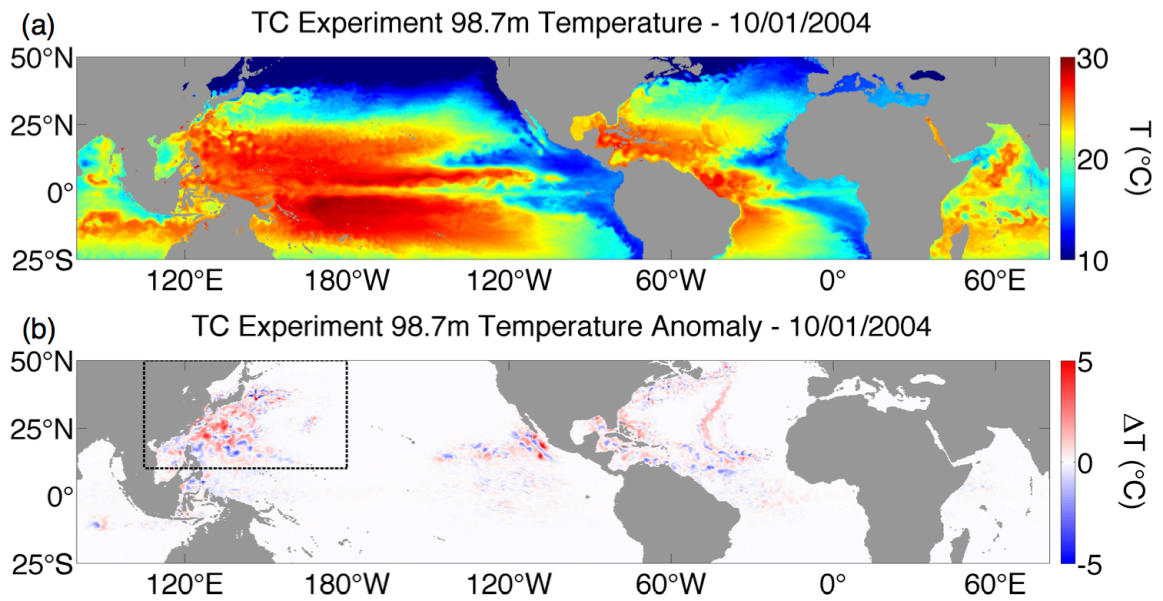 (a)
TC Experiment 98.7m Temperature - 10/01/2004
50°N
25°N
0°
25°S
120°E
180°W
120°W
60°W
0°
60°E
30
20
10
T (°C)
(b)
TC Experiment 98.7m Temperature Anomaly - 10/01/2004
50°N
25°N
0°
25°S
120°E
180°W
120°W
60°W
0°
60°E
5
0
-5
ΔT (°C)